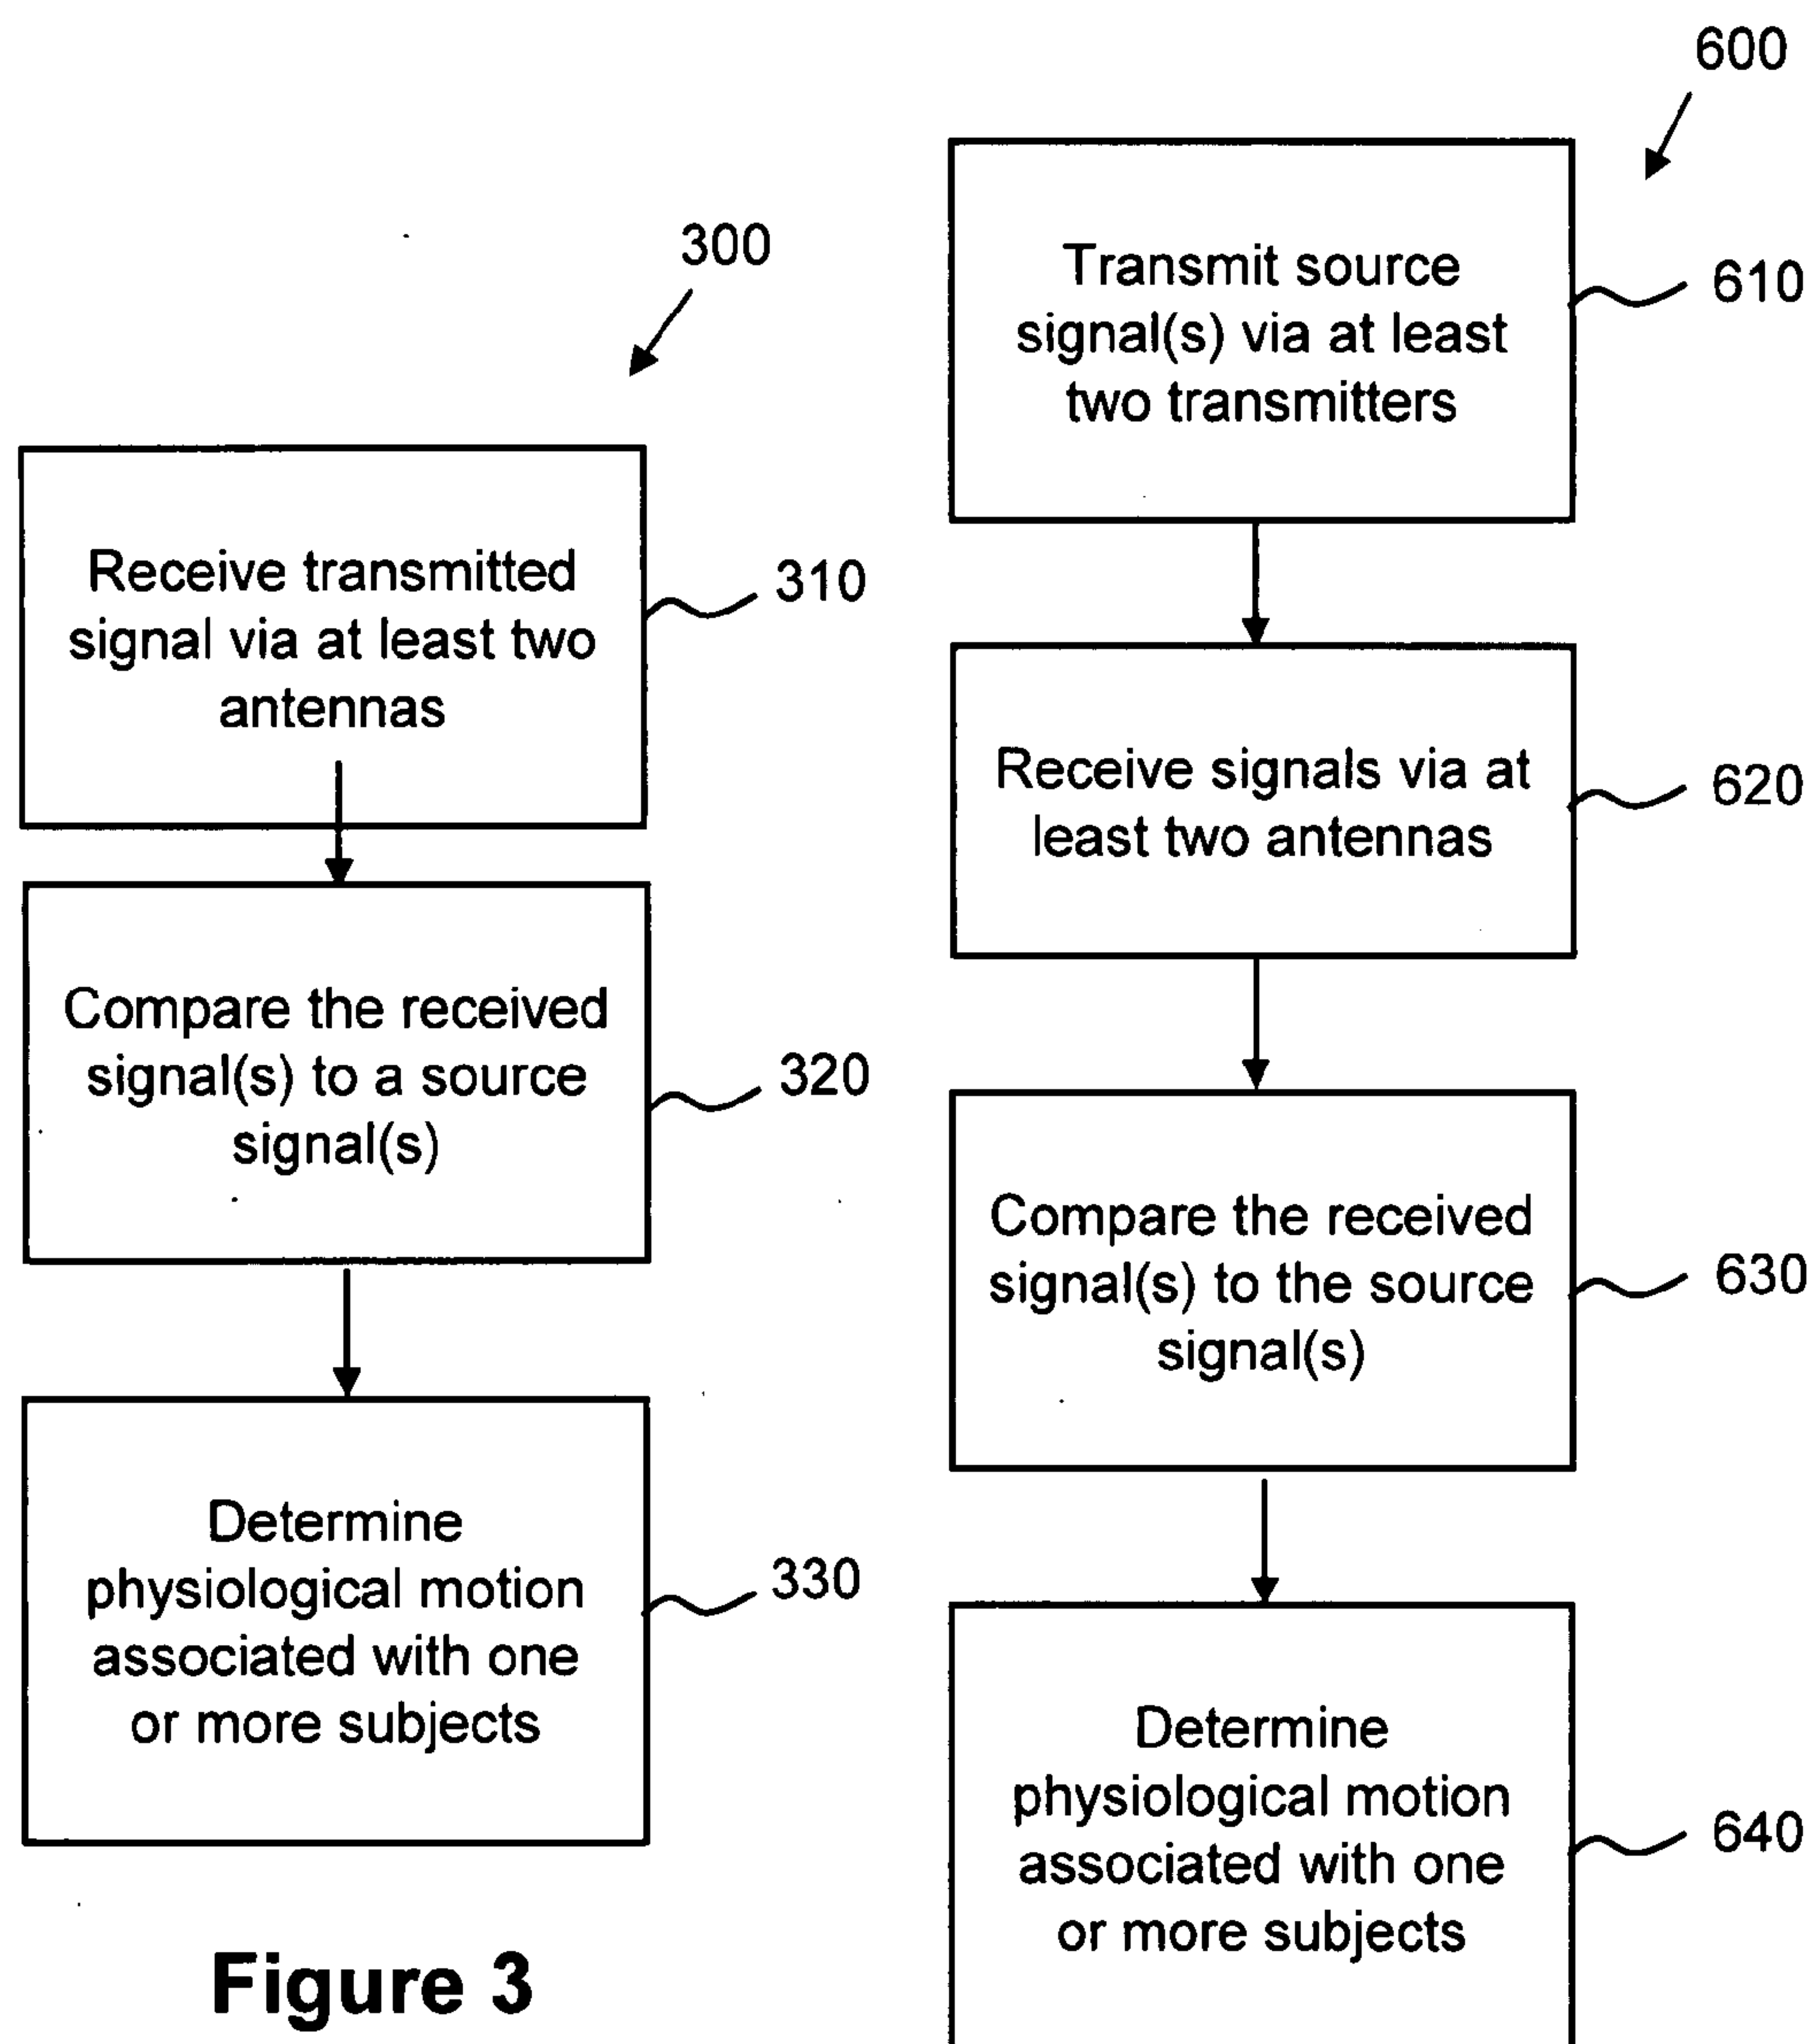 300
Receive transmitted
signal via at least two
antennas
310
Compare the received
signal(s) to a source
signal(s)
320
Determine
physiological motion
associated with one
or more subjects
330
Figure 3
600
Transmit source
signal(s) via at least
two transmitters
610
Receive signals via at
least two antennas
620
Compare the received
signal(s) to the source
signal(s)
630
Determine
physiological motion
associated with one
or more subjects
640